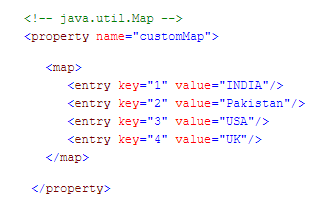 <!-- java.util.Map -->
<property name="customMap">
<map>
<entry key="1" value="INDIA"/>
<entry key="2" value="Pakistan"/>
<entry key="3" value="USA"/>
<entry key="4" value="UK"/>
</map>
</property>